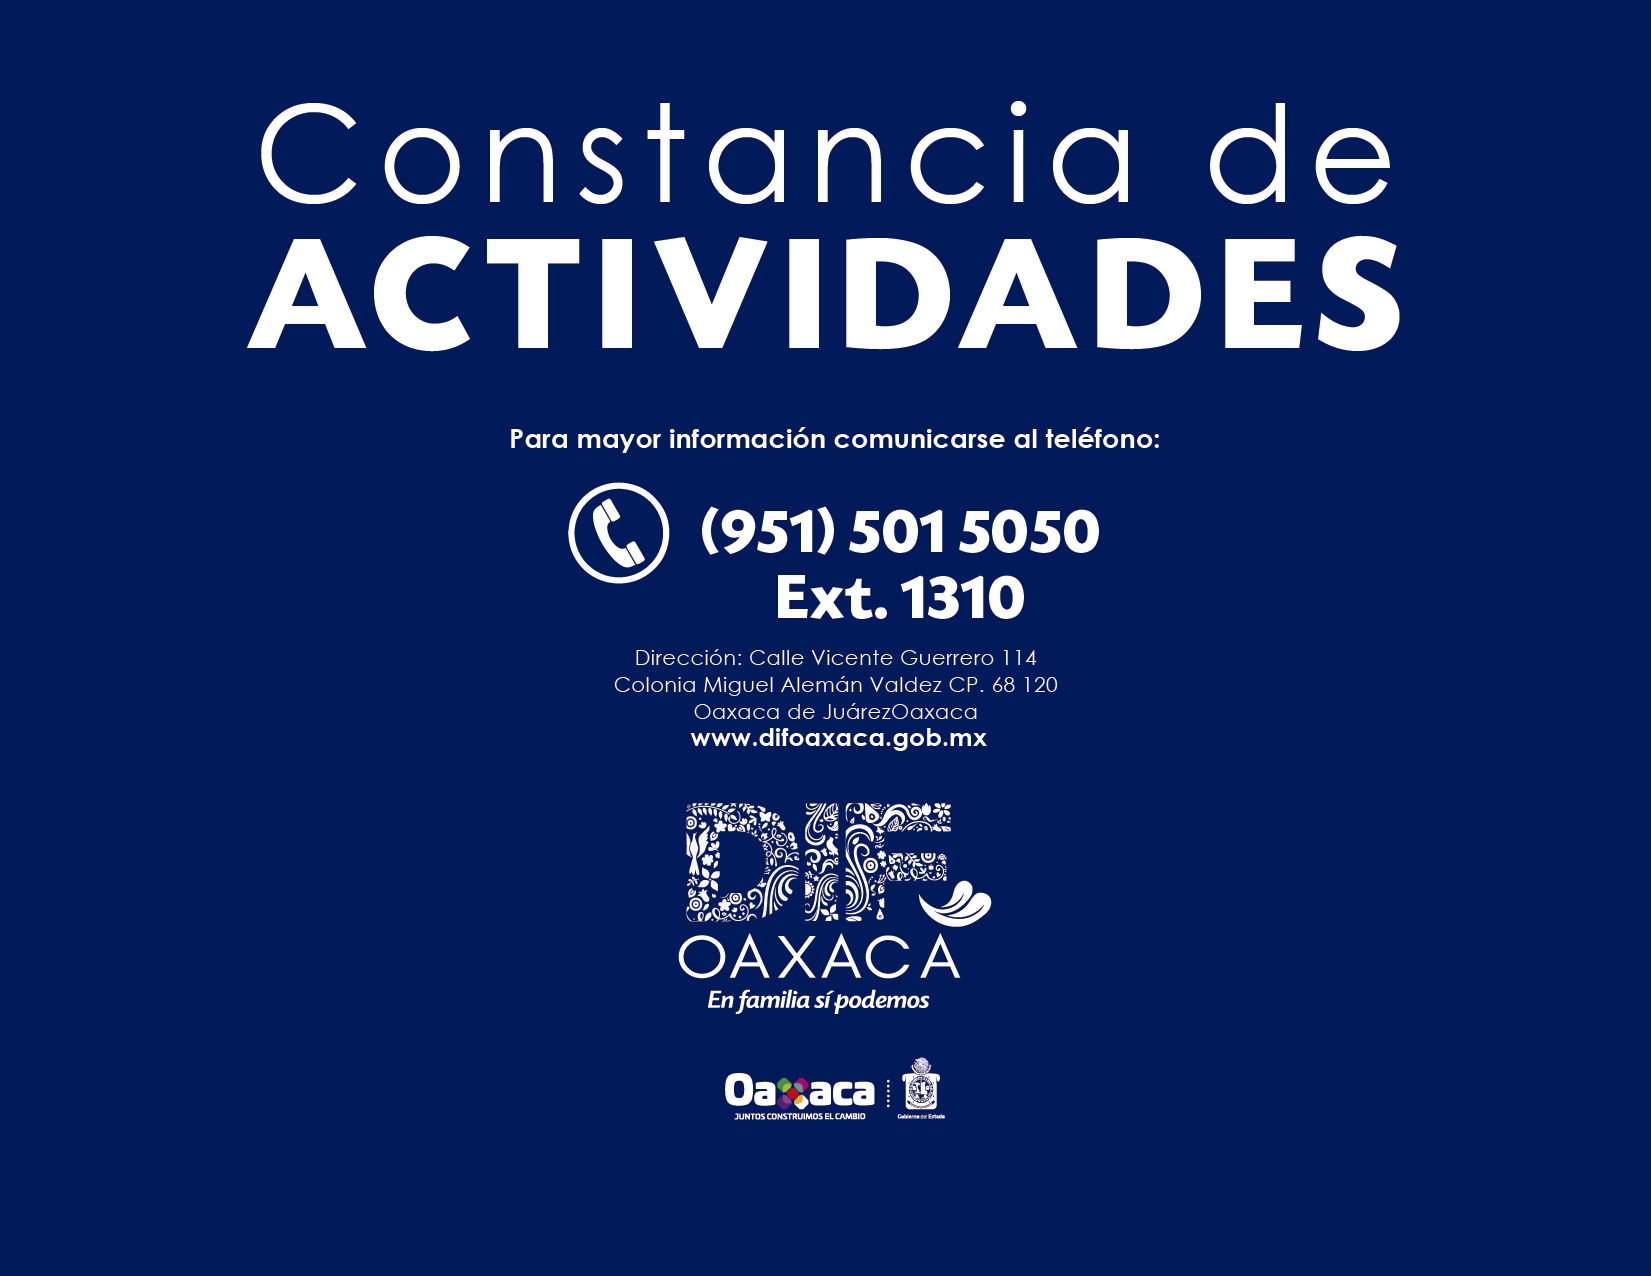 Constancia de
ACTIVIDADES
Para mayor información comunicarse al teléfono:
(951) 501 5050
Ext. 1310
Dirección: Calle Vicente Guerrero 114
Colonia Miguel Alemán Valdez CP. 68 120
Oaxaca de JuárezOaxaca
www.difoaxaca.gob.mx
DIF
OAXACA
En familia sí podemos
Oaxaca
JUNTOS CONSTRUIMOS EL CAMBIO
Gobierno del Estado